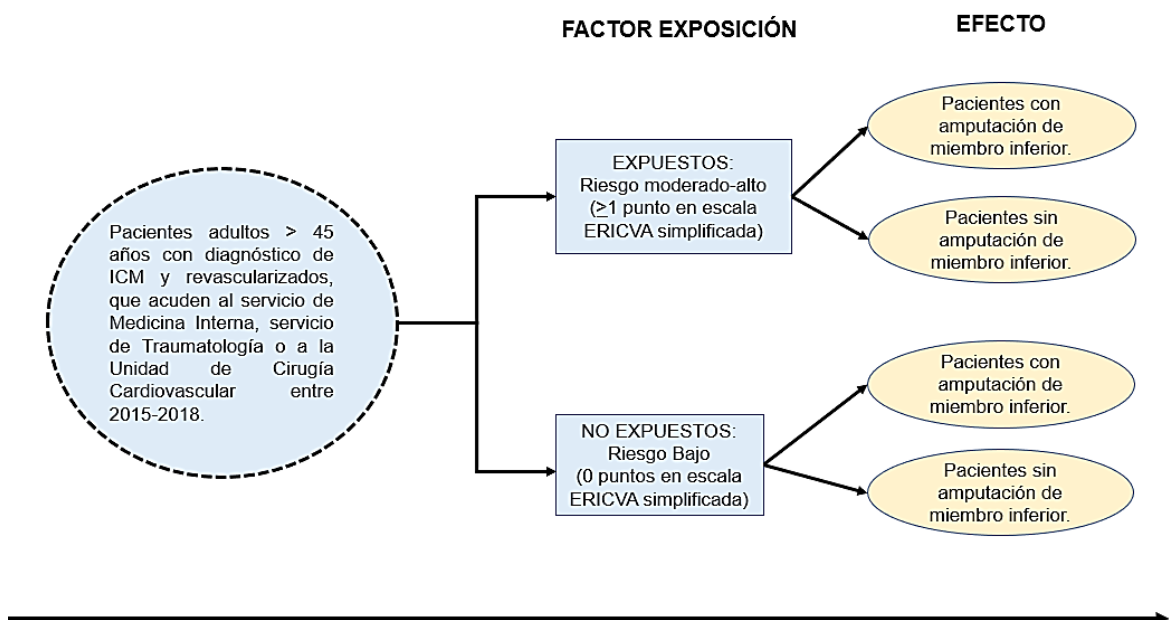 FACTOR EXPOSICIÓN
EFECTO
Pacientes adultos > 45
años con diagnóstico de
ICM y revascularizados,
que acuden al servicio de
Medicina Interna, servicio
de Traumatología o a la
Unidad de Cirugía
Cardiovascular entre
2015-2018.
EXPUESTOS:
Riesgo moderado-alto
(≥1 punto en escala
ERICVA simplificada)
Pacientes con
amputación de
miembro inferior.
Pacientes sin
amputación de
miembro inferior.
NO EXPUESTOS:
Riesgo Bajo
(0 puntos en escala
ERICVA simplificada)
Pacientes con
amputación de
miembro inferior.
Pacientes sin
amputación de
miembro inferior.